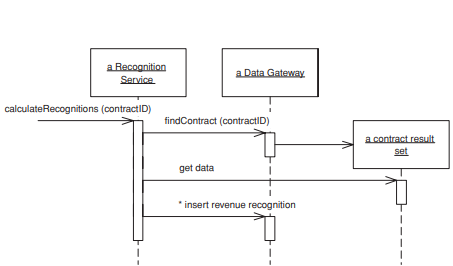 a Recognition
Service
a Data Gateway
calculateRecognitions (contractID)
findContract (contractID)
a contract result
set
get data
* insert revenue recognition